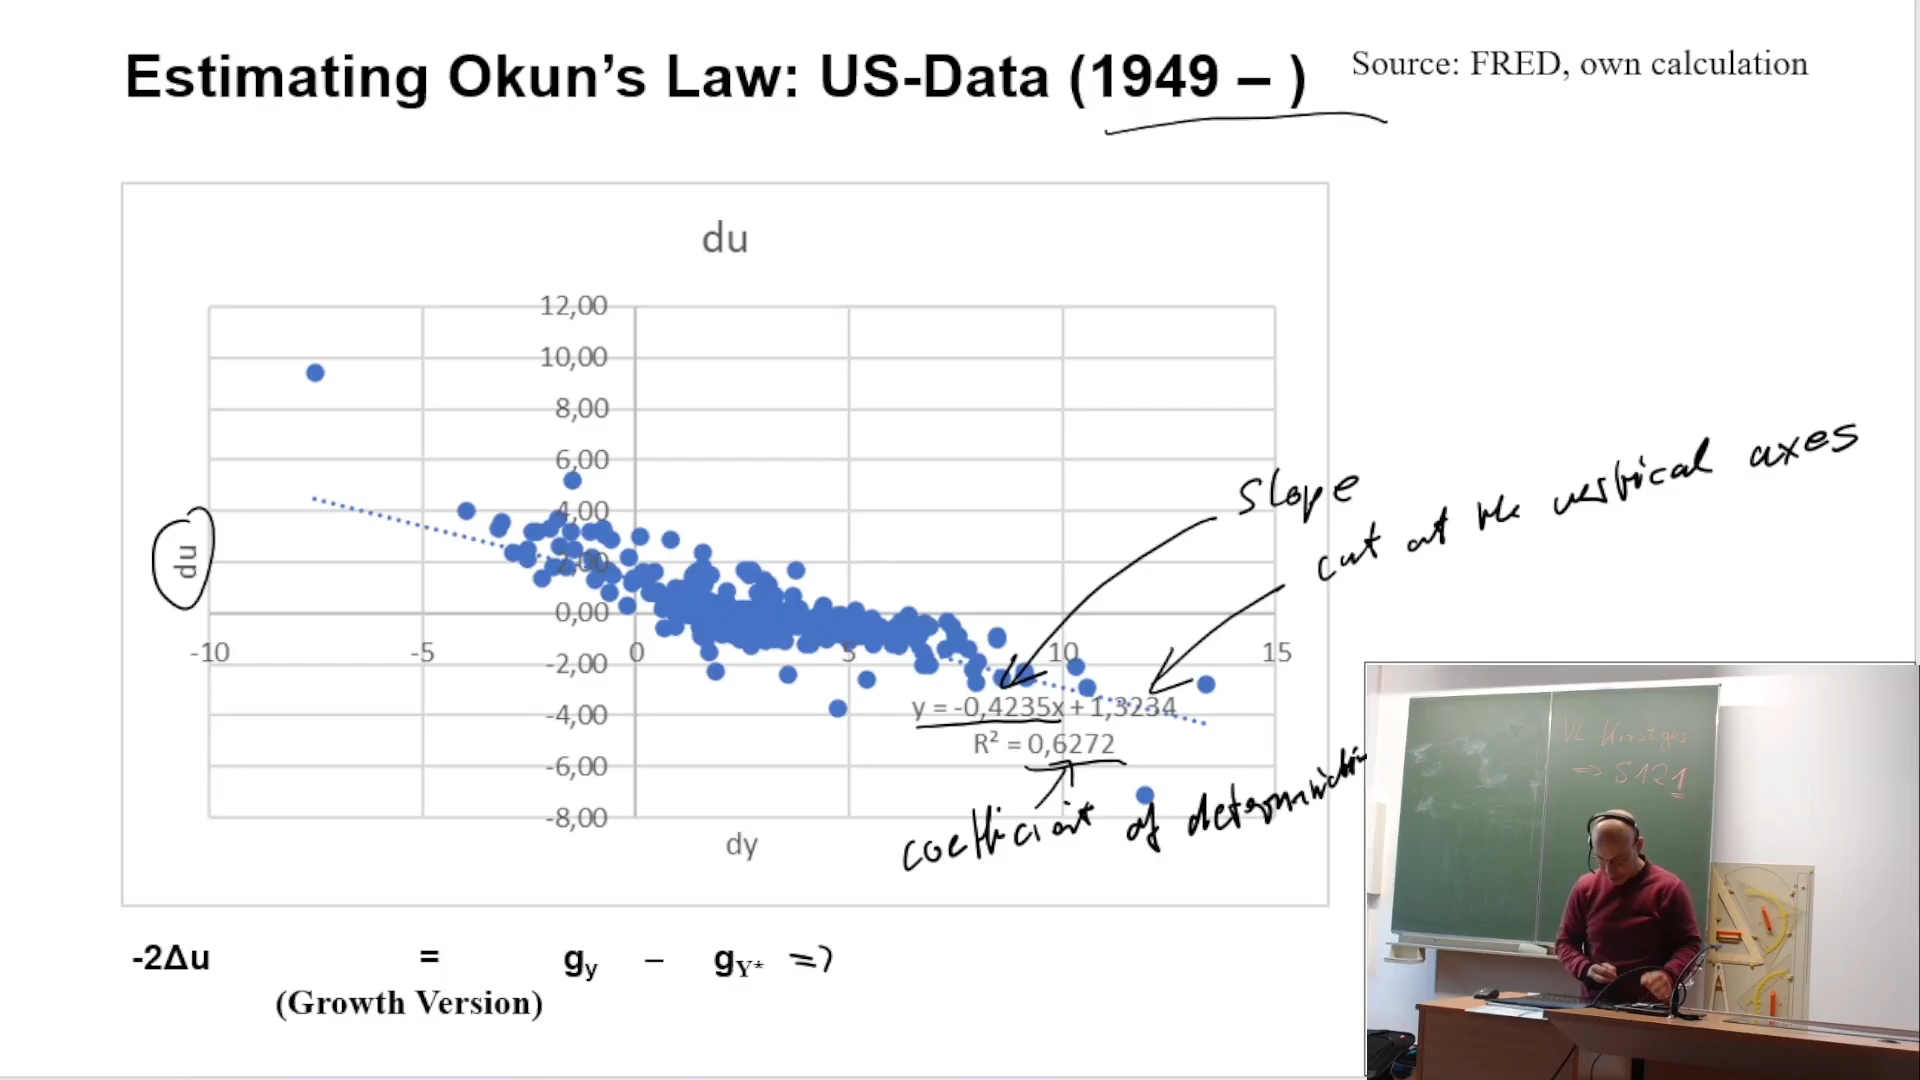 Estimating Okun's Law: US-Data (1949 – )
Source: FRED, own calculation
du
12,00
10,00
8,00
6,00
4,00
2,00
0,00
-2,00
-4,00
-6,00
-8,00
-10 -5 0 5 10 15
du
dy
slope
cut at the vertical axes
y = -0,4235x + 1,3234
R² = 0,6272
coefficient of determination
-2Δu = gy – gY* =>
(Growth Version)
VL Kirstges
=> S121